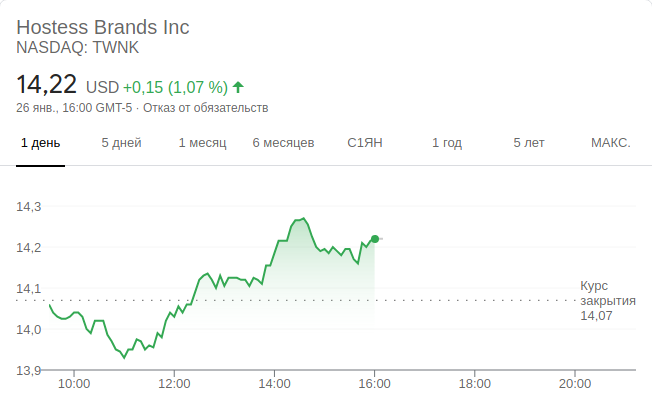 Hostess Brands Inc
NASDAQ: TWNK
14,22 USD +0,15 (1,07 %)
26 янв., 16:00 GMT-5 · Отказ от обязательств
1 день 5 дней 1 месяц 6 месяцев С1ЯН 1 год 5 лет МАКС.
14,3
14,2
14,1
14,0
13,9
Курс
закрытия
14,07
10:00 12:00 14:00 16:00 18:00 20:00